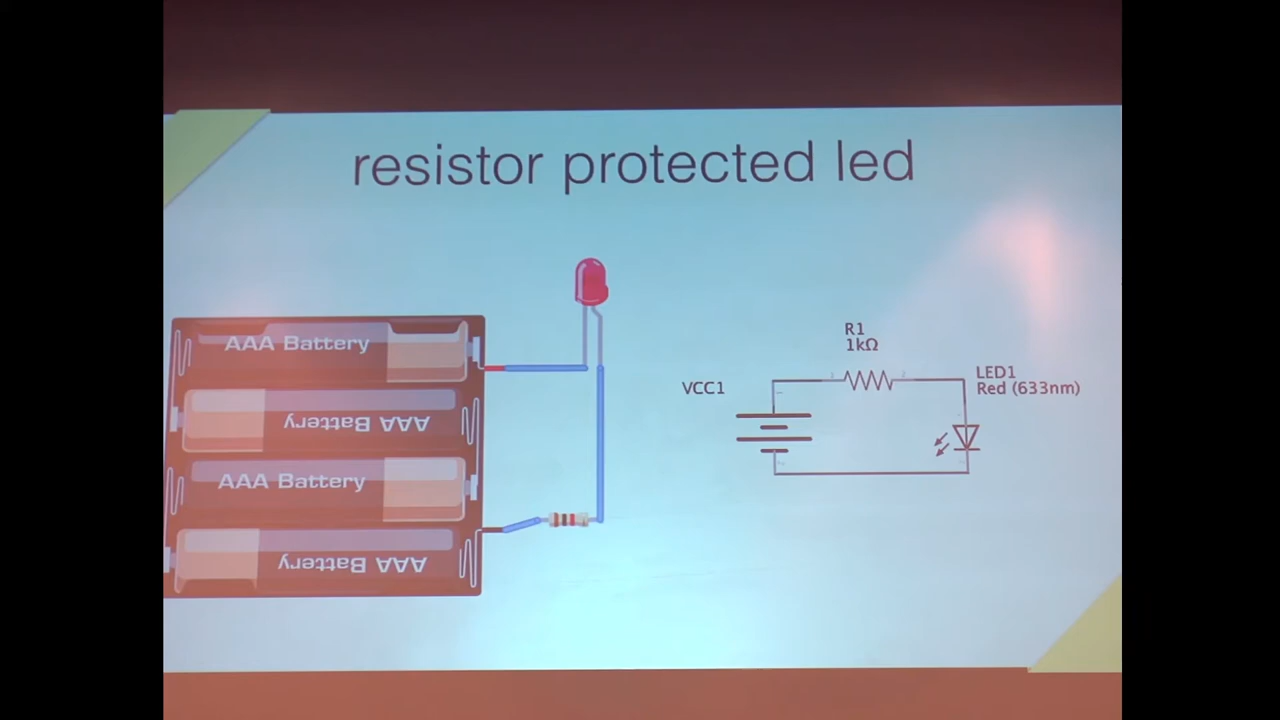 resistor protected led
AAA Battery
AAA Battery
AAA Battery
AAA Battery
VCC1
R1
1kΩ
LED1
Red (633nm)